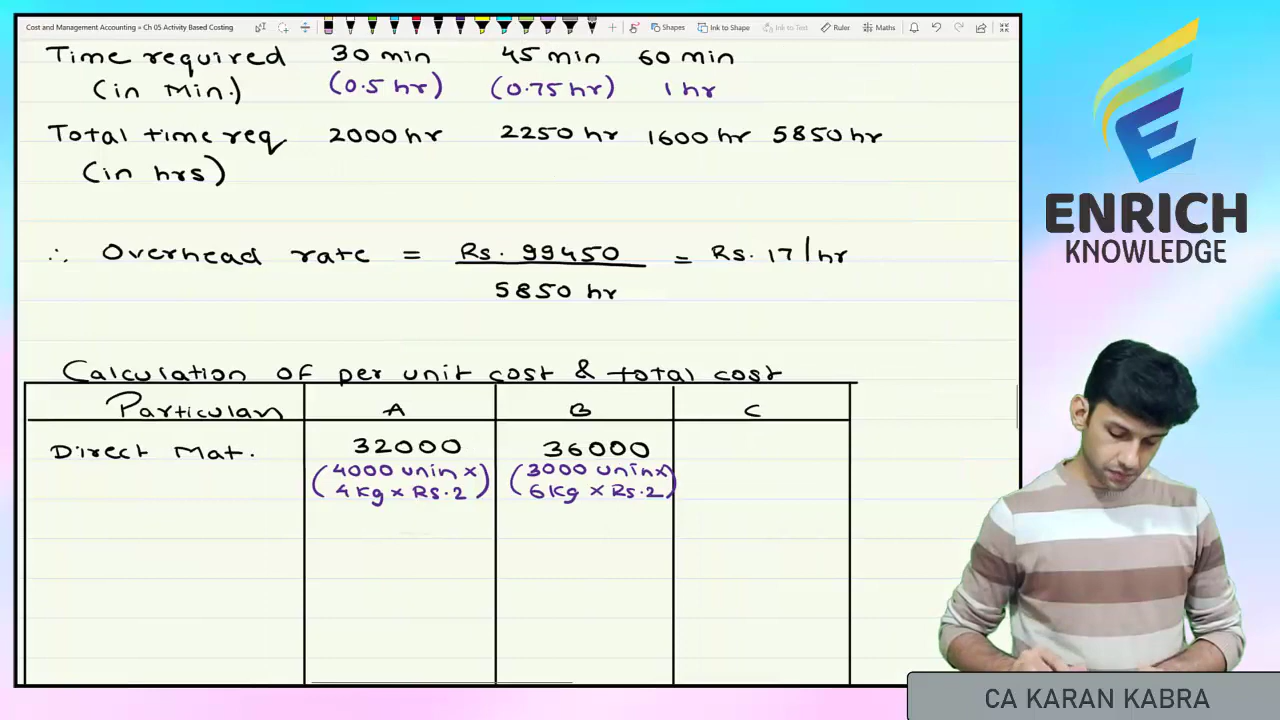 Cost and Management Accounting » Ch 05 Activity Based Costing
Shapes Ink to Shape Ink to Text Ruler Maths
Time required 30 min 45 min 60 min
(in Min.) (0.5 hr) (0.75 hr) 1 hr
Total time req 2000 hr 2250 hr 1600 hr 5850 hr
(in hrs)
∴ Overhead rate = Rs. 99450 = Rs. 17/hr
5850 hr
Calculation of per unit cost & total cost
Particulars A B C
Direct Mat. 32000 36000
(4000 units × (3000 units ×
4 Kg × Rs. 2) 6 Kg × Rs. 2)
ENRICH
KNOWLEDGE
CA KARAN KABRA